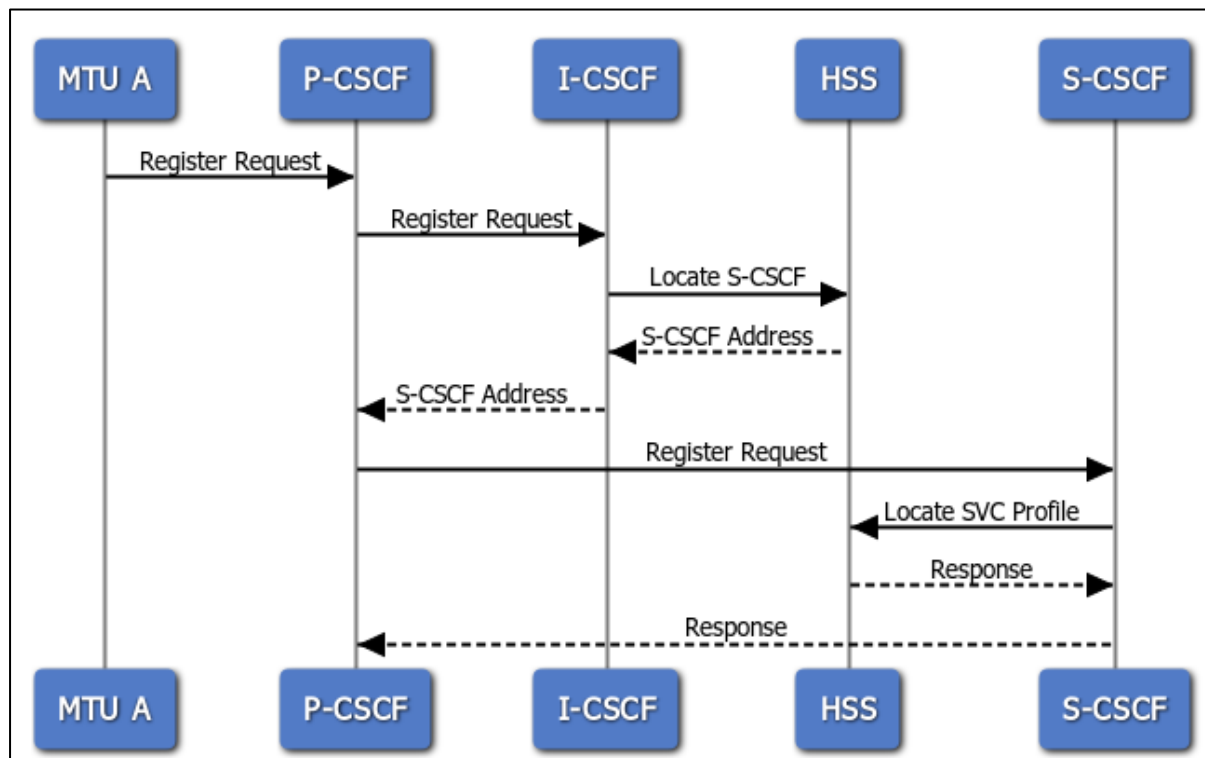 MTU A P-CSCF I-CSCF HSS S-CSCF
Register Request
Register Request
Locate S-CSCF
S-CSCF Address
S-CSCF Address
Register Request
Locate SVC Profile
Response
Response
MTU A P-CSCF I-CSCF HSS S-CSCF